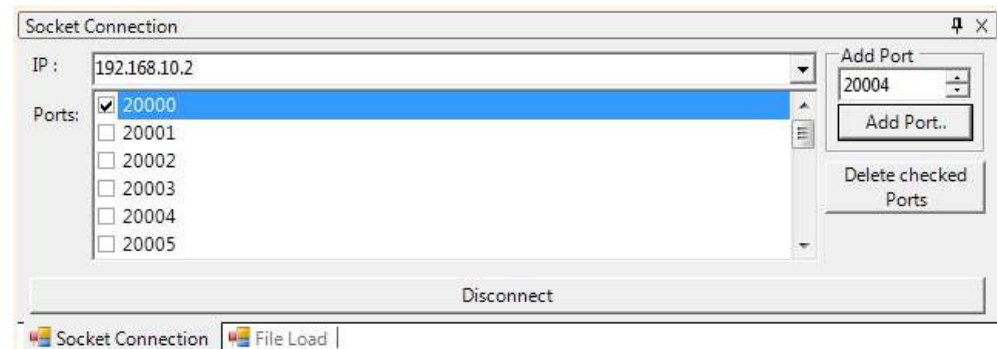 Socket Connection
IP :
192.168.10.2
Ports:
20000
20001
20002
20003
20004
20005
Add Port
20004
Add Port..
Delete checked
Ports
Disconnect
Socket Connection
File Load